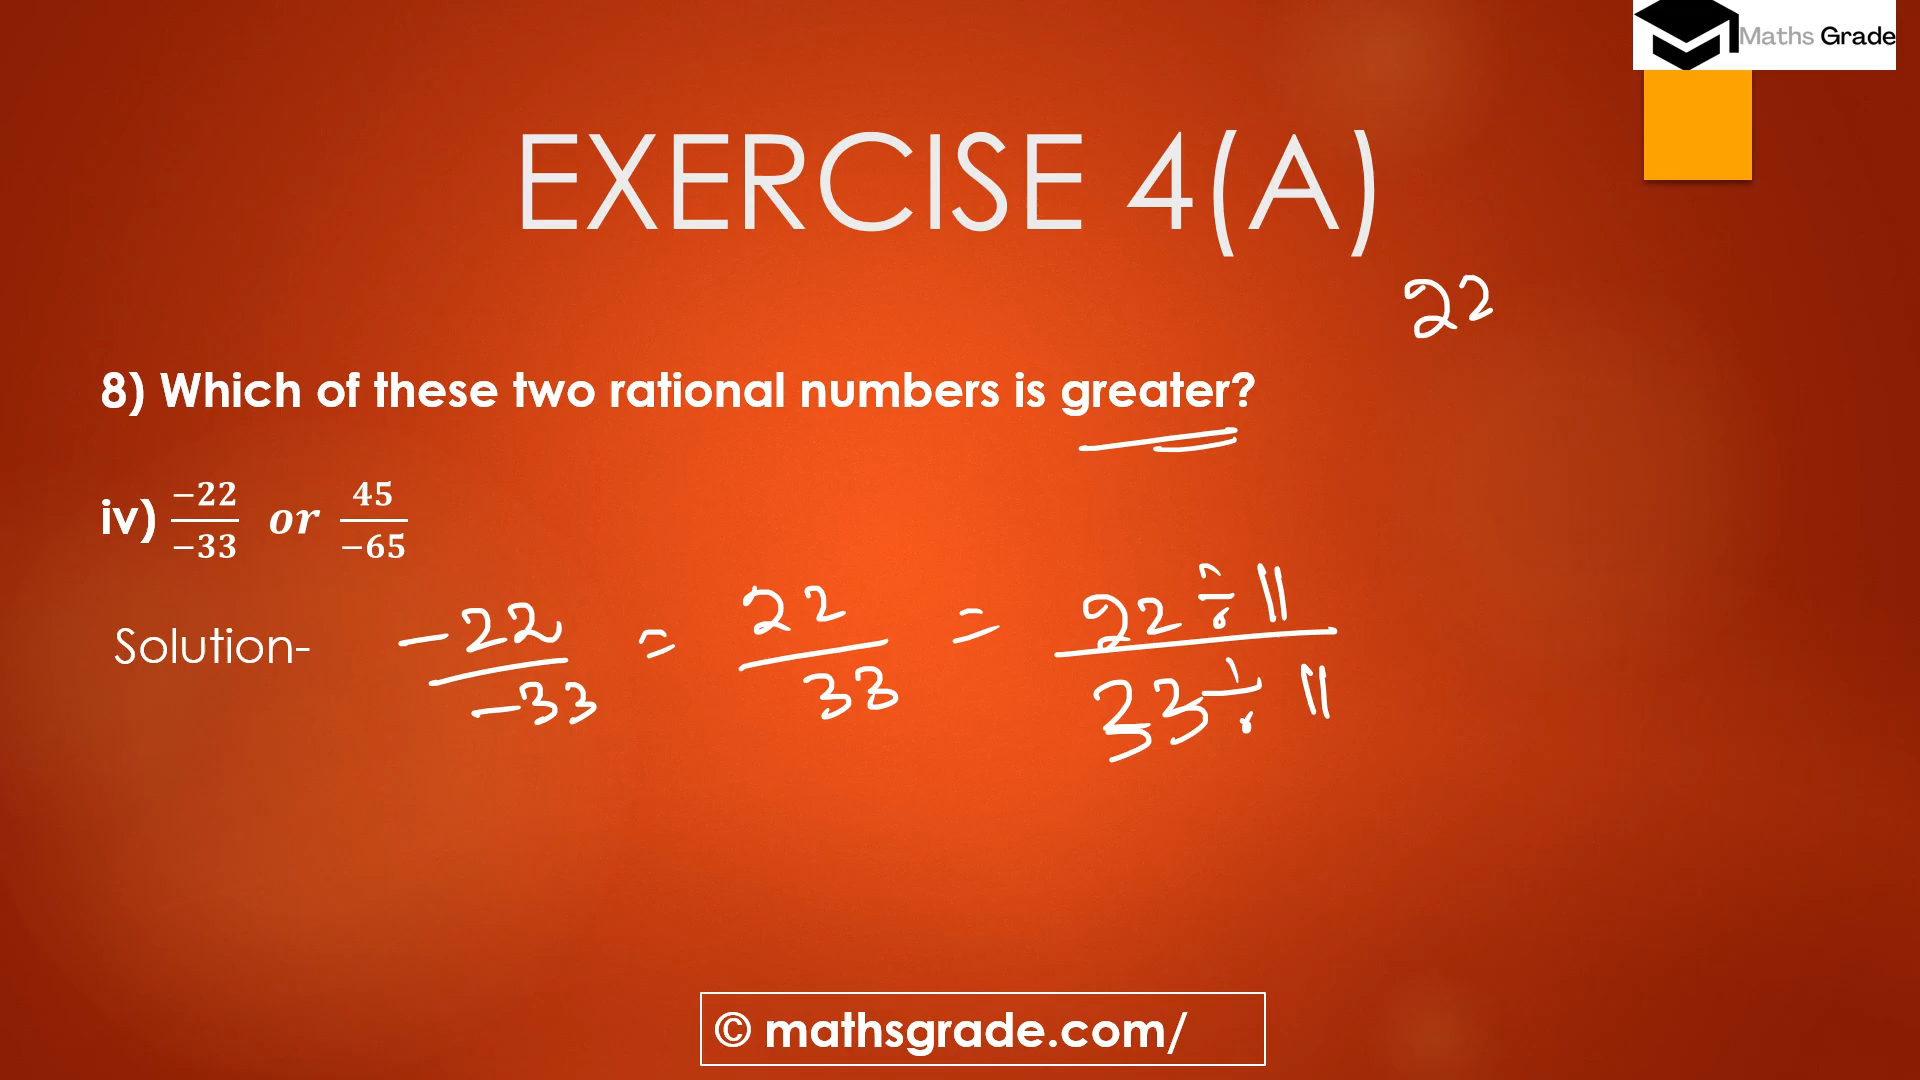 Maths Grade
EXERCISE 4(A)
22
8) Which of these two rational numbers is greater?
iv) −22/−33 or 45/−65
Solution- −22/−33 = 22/33 = 22 ÷ 11/33 ÷ 11
© mathsgrade.com/